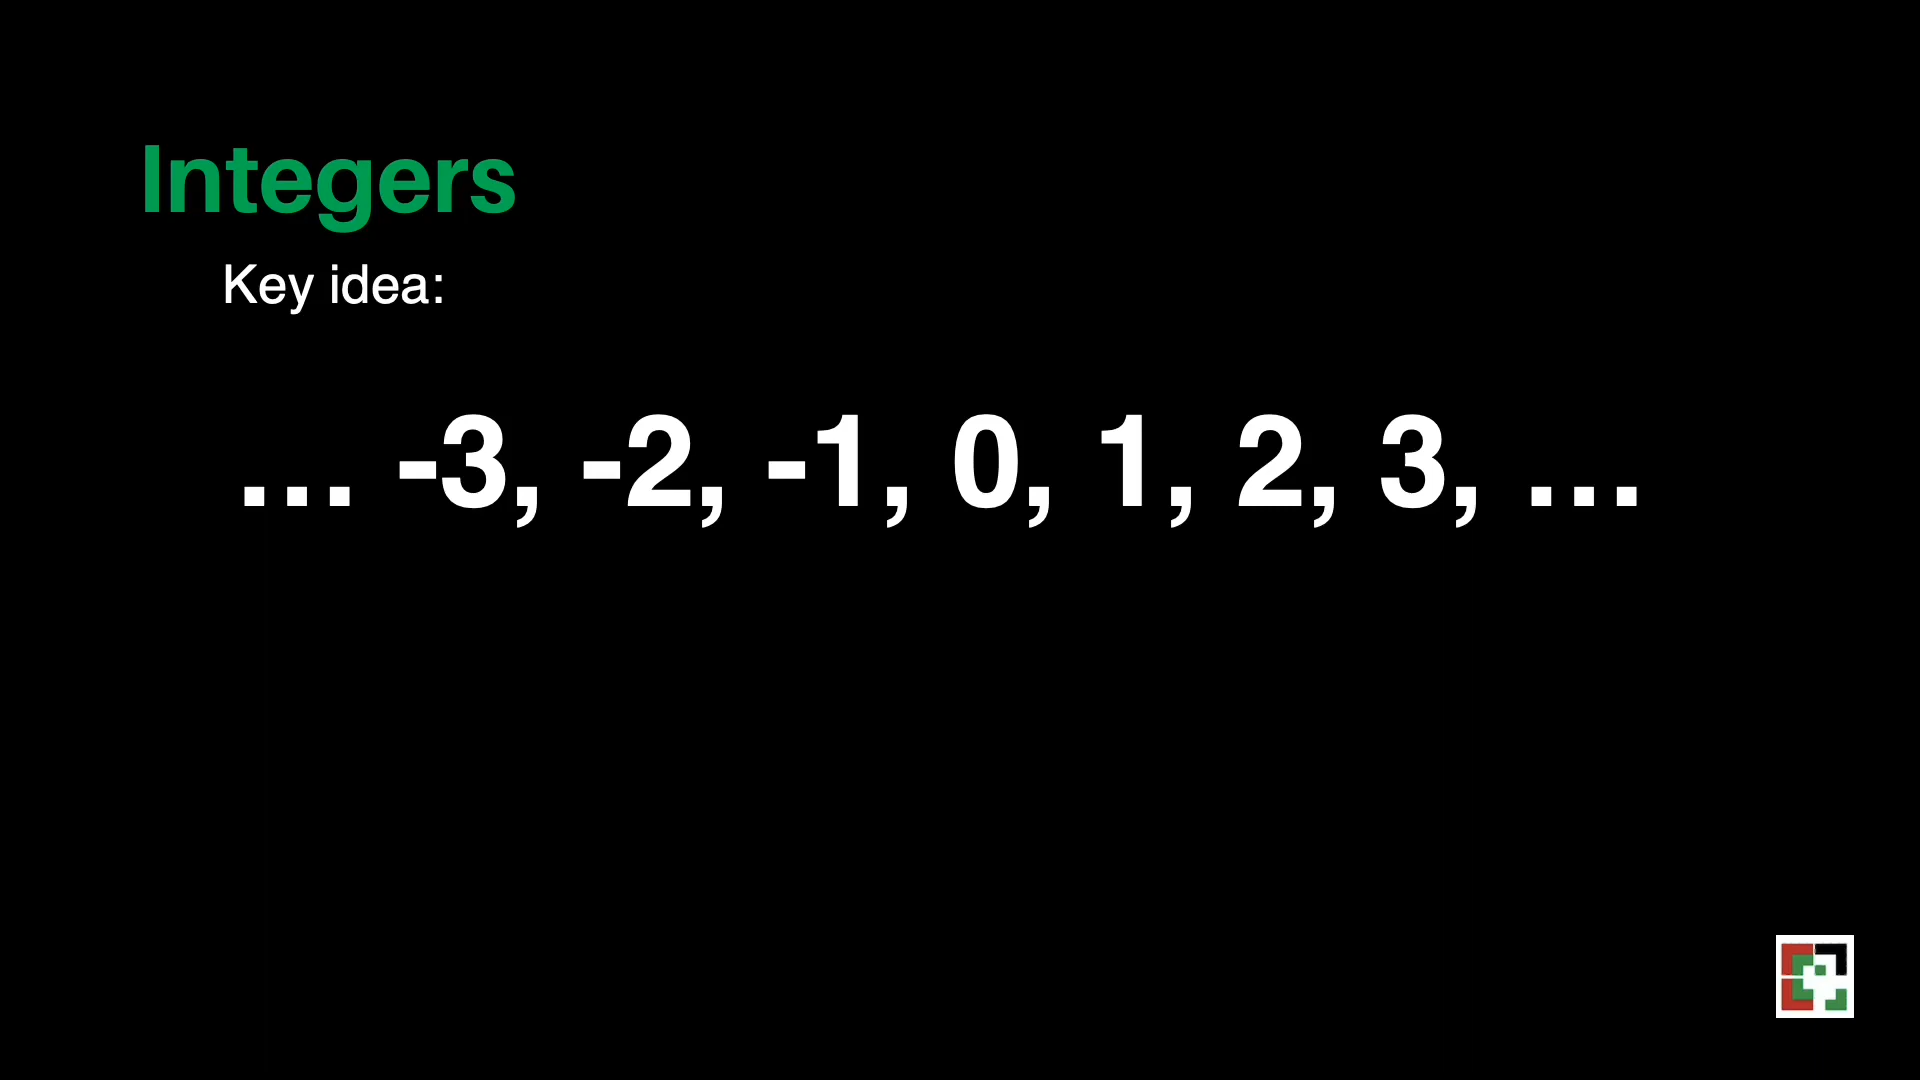 Integers
Key idea:
… -3, -2, -1, 0, 1, 2, 3, …